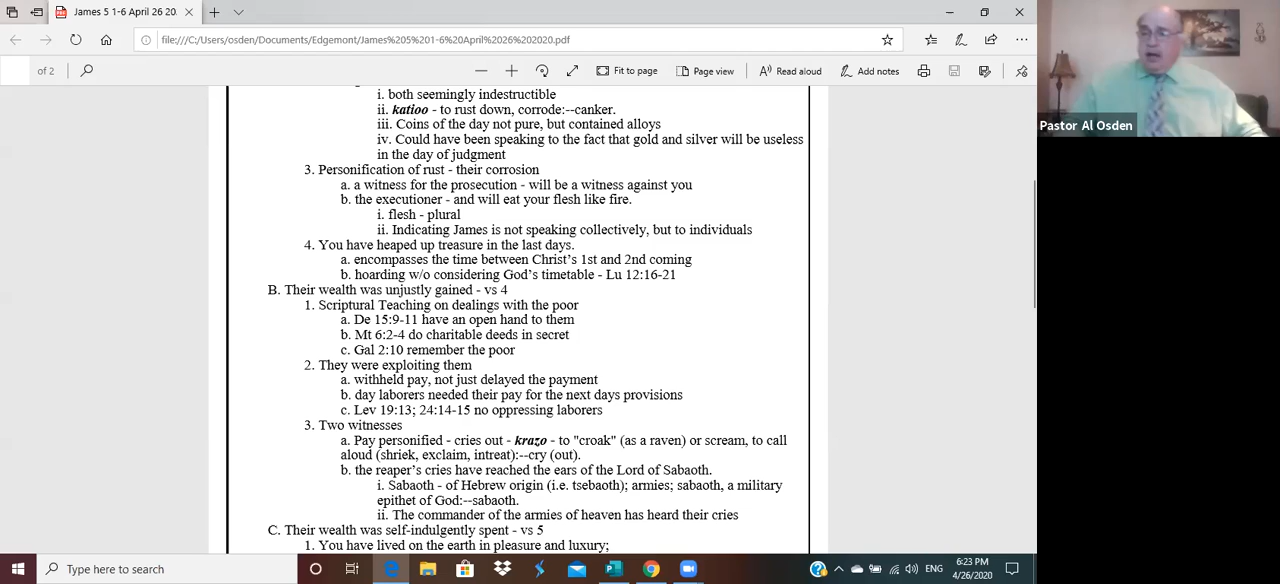 James 5 1-6 April 26 20.
file:///C:/Users/osden/Documents/Edgemont/James%205%201-6%20April%2026%202020.pdf
of 2
Fit to page
Page view
Read aloud
Add notes
i. both seemingly indestructible
ii. katioo - to rust down, corrode:--canker.
iii. Coins of the day not pure, but contained alloys
iv. Could have been speaking to the fact that gold and silver will be useless
in the day of judgment
3. Personification of rust - their corrosion
a. a witness for the prosecution - will be a witness against you
b. the executioner - and will eat your flesh like fire.
i. flesh - plural
ii. Indicating James is not speaking collectively, but to individuals
4. You have heaped up treasure in the last days.
a. encompasses the time between Christ's 1st and 2nd coming
b. hoarding w/o considering God's timetable - Lu 12:16-21
B. Their wealth was unjustly gained - vs 4
1. Scriptural Teaching on dealings with the poor
a. De 15:9-11 have an open hand to them
b. Mt 6:2-4 do charitable deeds in secret
c. Gal 2:10 remember the poor
2. They were exploiting them
a. withheld pay, not just delayed the payment
b. day laborers needed their pay for the next days provisions
c. Lev 19:13; 24:14-15 no oppressing laborers
3. Two witnesses
a. Pay personified - cries out - krazo - to "croak" (as a raven) or scream, to call
aloud (shriek, exclaim, intreat):--cry (out).
b. the reaper's cries have reached the ears of the Lord of Sabaoth.
i. Sabaoth - of Hebrew origin (i.e. tsebaoth); armies; sabaoth, a military
epithet of God:--sabaoth.
ii. The commander of the armies of heaven has heard their cries
C. Their wealth was self-indulgently spent - vs 5
1. You have lived on the earth in pleasure and luxury;
Pastor Al Osden
Type here to search
ENG
6:23 PM
4/26/2020